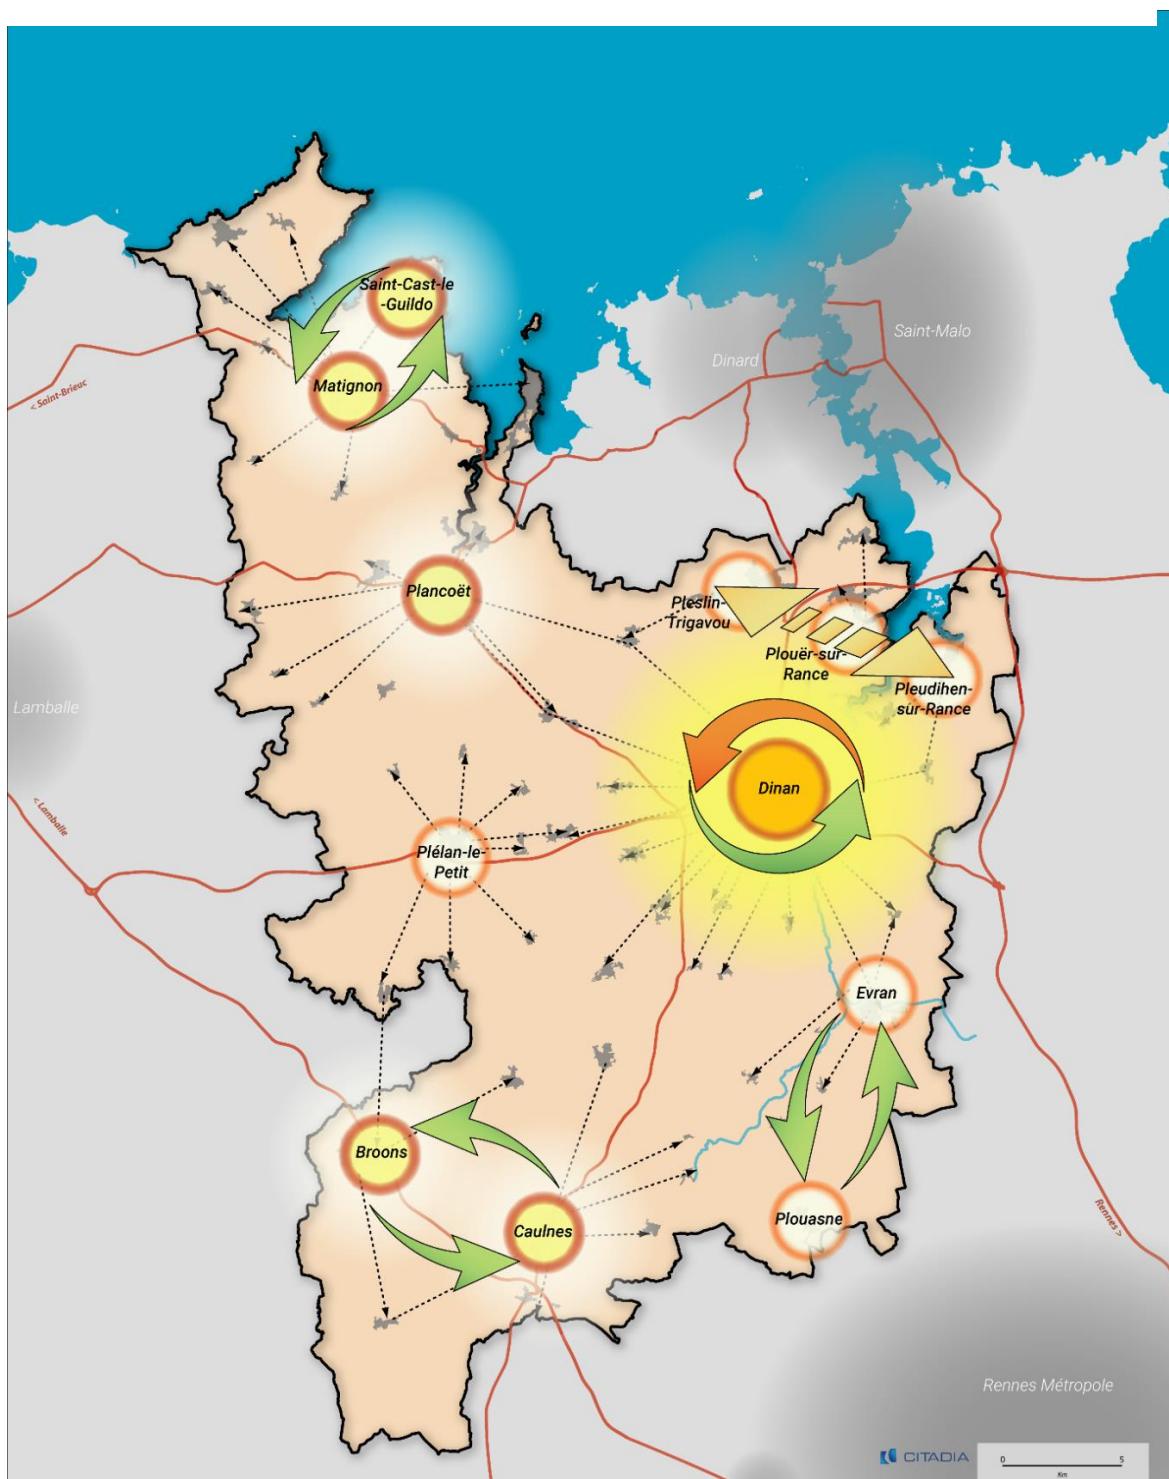 Saint-Cast-le
-Guildo
Saint-Malo
Dinard
Matignon
< Saint-Brieuc
Plancoët
Pleslin-
Trigavou
Plouër-sur-
Rance
Pleudihen-
sur-Rance
Lamballe
Dinan
< Lamballe
Plélan-le-
Petit
Evran
Broons
Plouasne
Caulnes
Rennes >
Rennes Métropole
CITADIA
0 5
Km